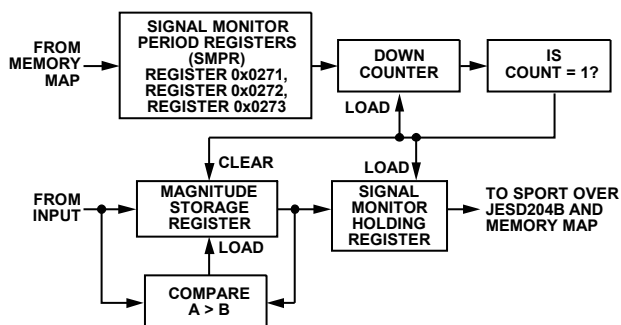 FROM
MEMORY
MAP
SIGNAL MONITOR
PERIOD REGISTERS
(SMPR)
REGISTER 0x0271,
REGISTER 0x0272,
REGISTER 0x0273
DOWN
COUNTER
IS
COUNT = 1?
LOAD
CLEAR
LOAD
FROM
INPUT
MAGNITUDE
STORAGE
REGISTER
SIGNAL
MONITOR
HOLDING
REGISTER
TO SPORT OVER
JESD204B AND
MEMORY MAP
LOAD
COMPARE
A > B